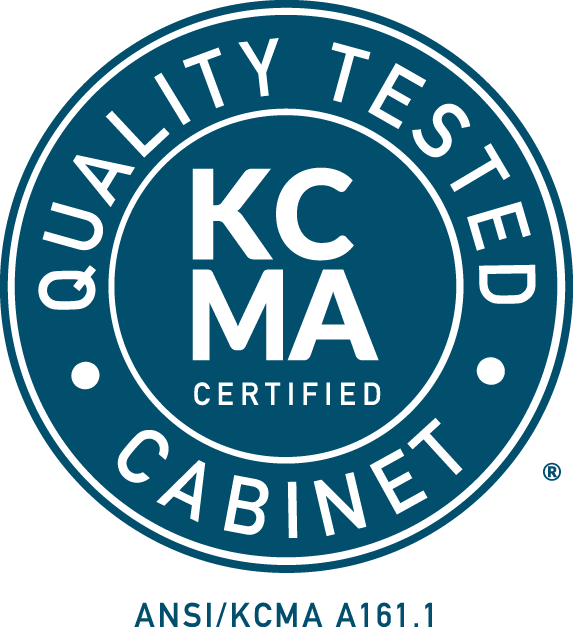 QUALITY TESTED
KC
MA
CERTIFIED
CABINET
®
ANSI/KCMA A161.1